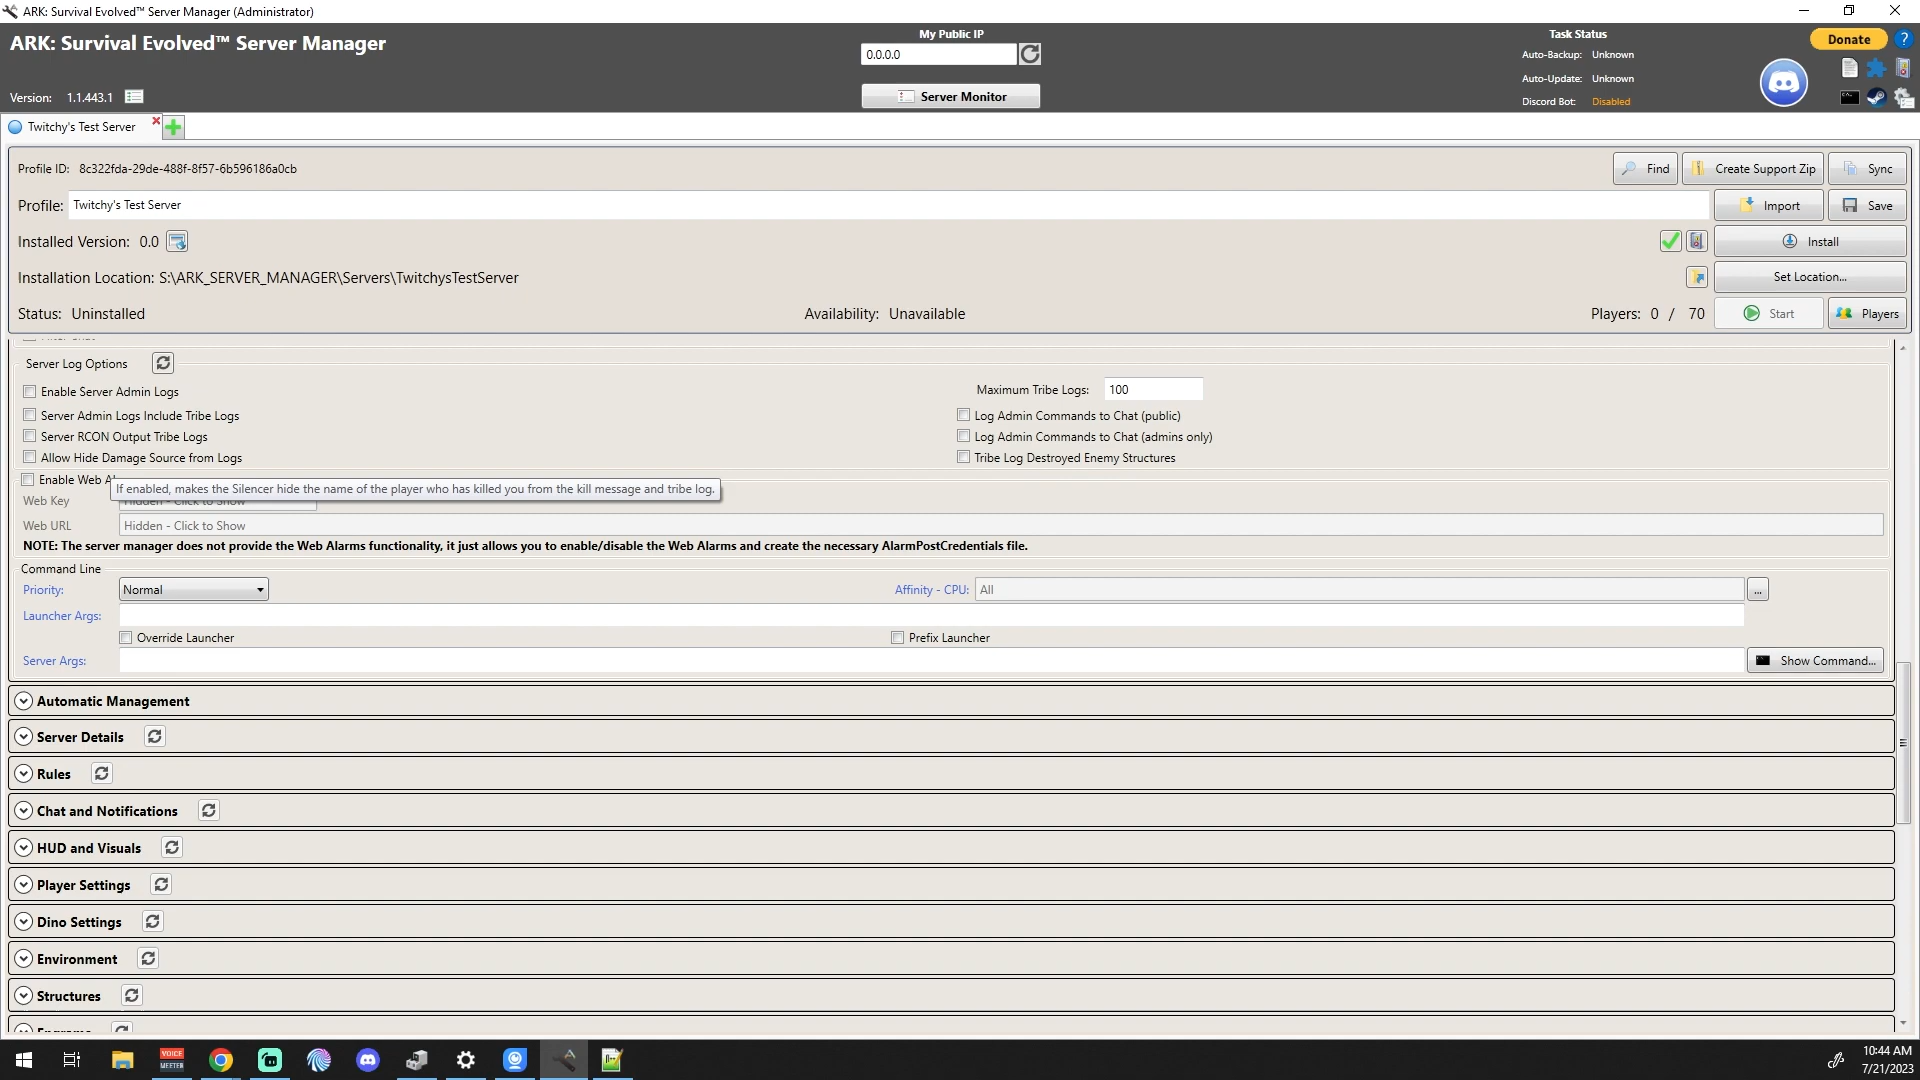 ARK: Survival Evolved™ Server Manager (Administrator)
ARK: Survival Evolved™ Server Manager
My Public IP
0.0.0.0
Task Status
Auto-Backup: Unknown
Auto-Update: Unknown
Discord Bot: Disabled
Donate
?
Version: 1.1.443.1
Server Monitor
Twitchy's Test Server
Profile ID: 8c322fda-29de-488f-8f57-6b596186a0cb
Find
Create Support Zip
Sync
Profile: Twitchy's Test Server
Import
Save
Installed Version: 0.0
Install
Installation Location: S:\ARK_SERVER_MANAGER\Servers\TwitchysTestServer
Set Location...
Status: Uninstalled
Availability: Unavailable
Players: 0 / 70
Start
Players
Server Log Options
Enable Server Admin Logs
Maximum Tribe Logs: 100
Server Admin Logs Include Tribe Logs
Log Admin Commands to Chat (public)
Server RCON Output Tribe Logs
Log Admin Commands to Chat (admins only)
Allow Hide Damage Source from Logs
Tribe Log Destroyed Enemy Structures
Enable Web
If enabled, makes the Silencer hide the name of the player who has killed you from the kill message and tribe log.
Web Key Hidden - Click to Show
Web URL Hidden - Click to Show
NOTE: The server manager does not provide the Web Alarms functionality, it just allows you to enable/disable the Web Alarms and create the necessary AlarmPostCredentials file.
Command Line
Priority: Normal
Affinity - CPU: All
...
Launcher Args:
Override Launcher
Prefix Launcher
Server Args:
Show Command...
Automatic Management
Server Details
Rules
Chat and Notifications
HUD and Visuals
Player Settings
Dino Settings
Environment
Structures
Engrams
VOICE
MEETER
10:44 AM
7/21/2023